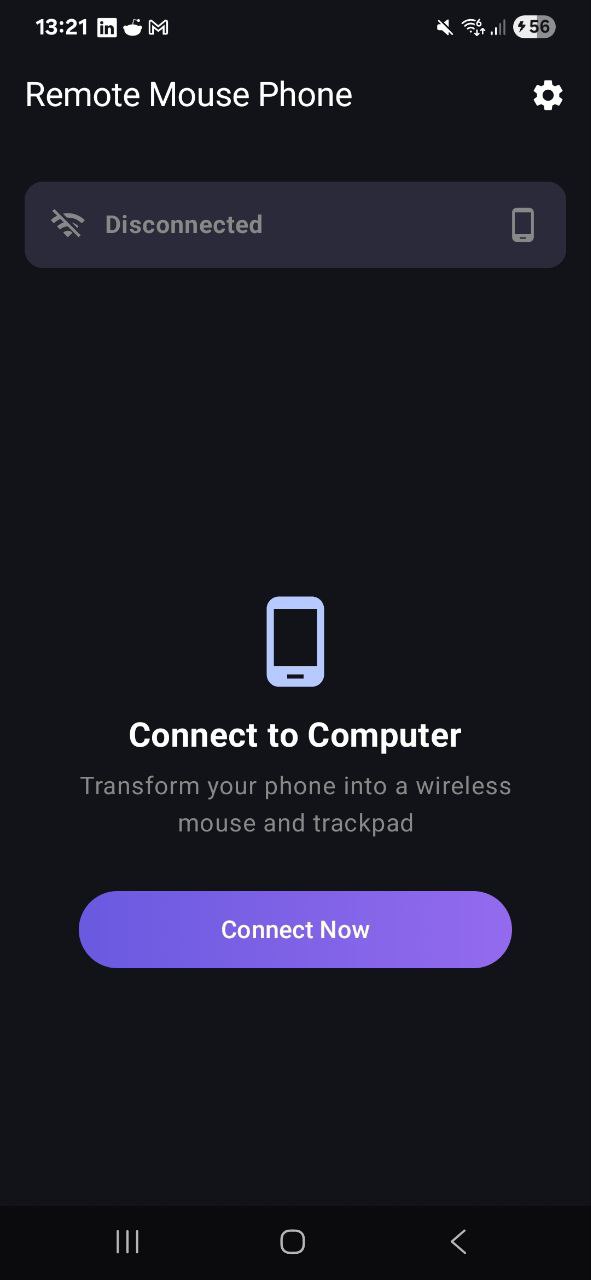 13:21
56
Remote Mouse Phone
Disconnected
Connect to Computer
Transform your phone into a wireless
mouse and trackpad
Connect Now